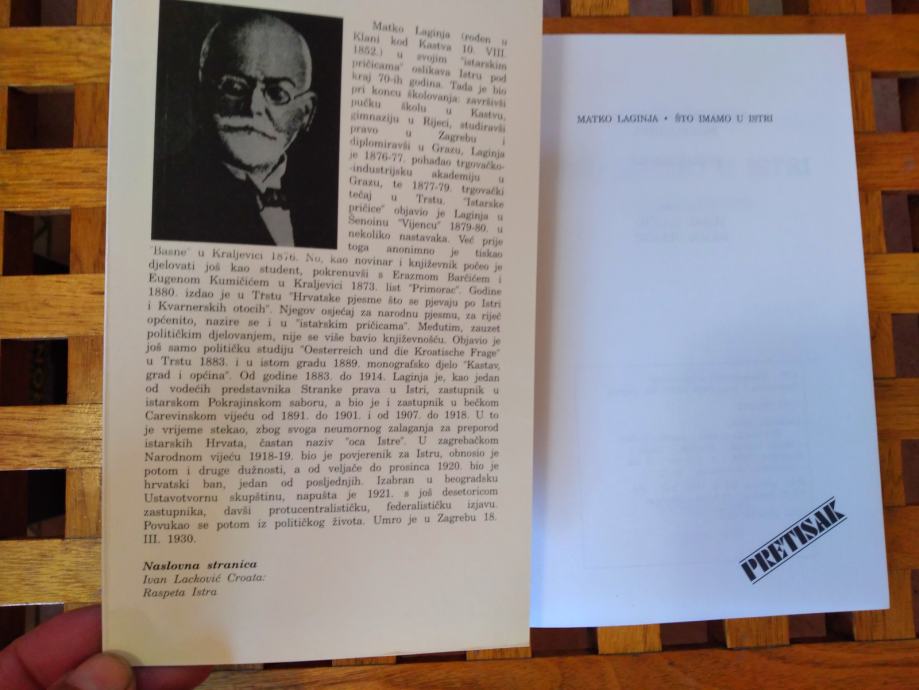 Matko Laginja (rođen u
Klani kod Kastva 10. VIII.
1852.) u svojim "istarskim
pričicama" oslikava Istru pod
kraj 70-ih godina. Tada je bio
pri koncu školovanja: završivši
pučku školu u Kastvu,
gimnaziju u Rijeci, studiravši
pravo u Zagrebu i
diplomiravši u Grazu, Laginja
je 1876-77. pohađao trgovačko-
-industrijsku akademiju u
Grazu, te 1877-79. trgovački
tečaj u Trstu. "Istarske
pričice" objavio je Laginja u
Šenoinu "Vijencu" 1879-80. u
nekoliko nastavaka. Već prije
toga anonimno je tiskao
"Basne" u Kraljevici 1876. No, kao novinar i književnik počeo je
djelovati još kao student, pokrenuvši s Erazmom Barčićem i
Eugenom Kumičićem u Kraljevici 1873. list "Primorac". Godine
1880. izdao je u Trstu "Hrvatske pjesme što se pjevaju po Istri
i Kvarnerskih otocih". Njegov osjećaj za narodnu pjesmu, za riječ
općenito, nazire se i u "istarskim pričicama". Međutim, zauzet
političkim djelovanjem, nije se više bavio književnošću. Objavio je
još samo političku studiju "Oesterreich und die Kroatische Frage"
u Trstu 1883. i u istom gradu 1889. monografsko djelo "Kastav,
grad i općina". Od godine 1883. do 1914. Laginja je, kao jedan
od vodećih predstavnika Stranke prava u Istri, zastupnik u
istarskom Pokrajinskom saboru, a bio je i zastupnik u bečkom
Carevinskom vijeću od 1891. do 1901. i od 1907. do 1918. U to
je vrijeme stekao, zbog svoga neumornog zalaganja za preporod
istarskih Hrvata, častan naziv "oca Istre". U zagrebačkom
Narodnom vijeću 1918-19. bio je povjerenik za Istru, obnosio je
potom i druge dužnosti, a od veljače do prosinca 1920. bio je
hrvatski ban, jedan od posljednjih. Izabran u beogradsku
Ustavotvornu skupštinu, napušta je 1921. s još desetoricom
zastupnika, davši protucentralističku, federalističku izjavu.
Povukao se potom iz političkog života. Umro je u Zagrebu 18.
III. 1930.
Naslovna stranica
Ivan Lacković Croata:
Raspeta Istra
MATKO LAGINJA • ŠTO IMAMO U ISTRI
PRETISAK